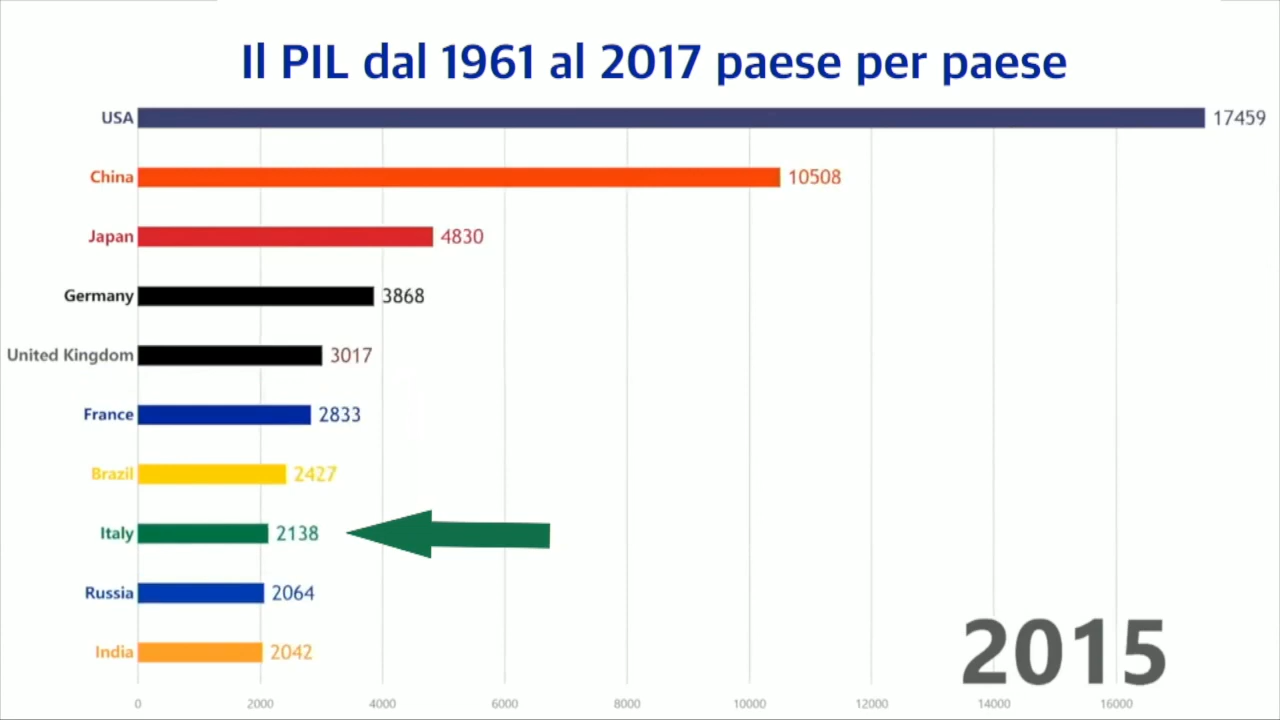 Il PIL dal 1961 al 2017 paese per paese
USA 17459
China 10508
Japan 4830
Germany 3868
United Kingdom 3017
France 2833
Brazil 2427
Italy 2138
Russia 2064
India 2042
2015
0 2000 4000 6000 8000 10000 12000 14000 16000